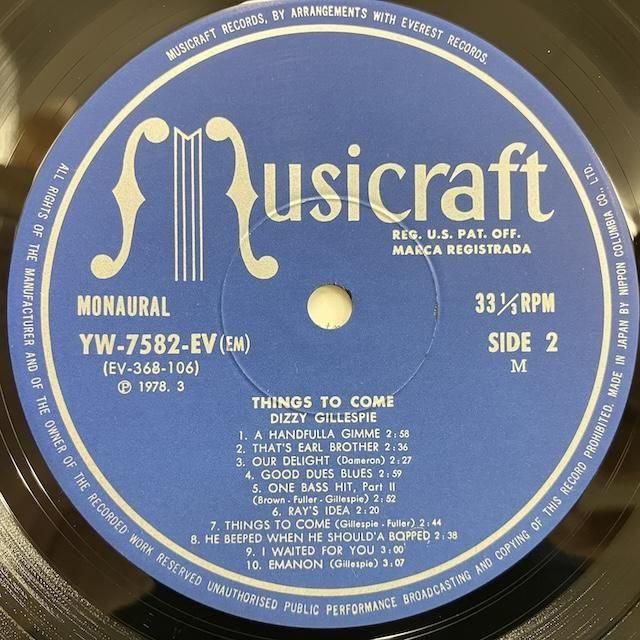 MUSICRAFT RECORDS, BY ARRANGEMENTS WITH EVEREST RECORDS.
Musicraft
REG. U.S. PAT. OFF.
MARCA REGISTRADA
MONAURAL
33 1/3 RPM
YW-7582-EV(EM)
SIDE 2
(EV-368-106)
M
Ⓟ 1978. 3
THINGS TO COME
DIZZY GILLESPIE
1. A HANDFULLA GIMME 2:58
2. THAT'S EARL BROTHER 2:36
3. OUR DELIGHT (Dameron) 2:27
4. GOOD DUES BLUES 2:59
5. ONE BASS HIT, Part II
(Brown-Fuller-Gillespie) 2:52
6. RAY'S IDEA 2:20
7. THINGS TO COME (Gillespie-Fuller) 2:44
8. HE BEEPED WHEN HE SHOULD'A BOPPED 2:38
9. I WAITED FOR YOU 3:00
10. EMANON (Gillespie) 3:07
ALL RIGHTS OF THE MANUFACTURER AND OF THE OWNER OF THE RECORDED WORK RESERVED UNAUTHORISED PUBLIC PERFORMANCE BROADCASTING AND COPYING OF THIS RECORD PROHIBITED. MADE IN JAPAN BY NIPPON COLUMBIA CO., LTD.